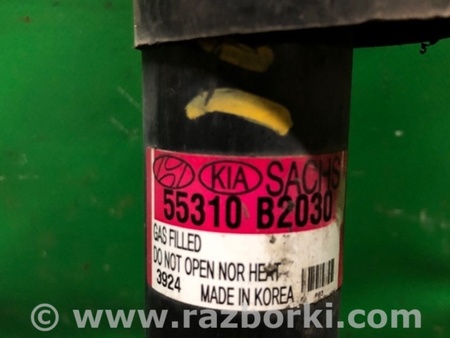 KIA SACHS
55310 B2030
GAS FILLED
DO NOT OPEN NOR HEAT
3924 MADE IN KOREA
© www.razborki.com